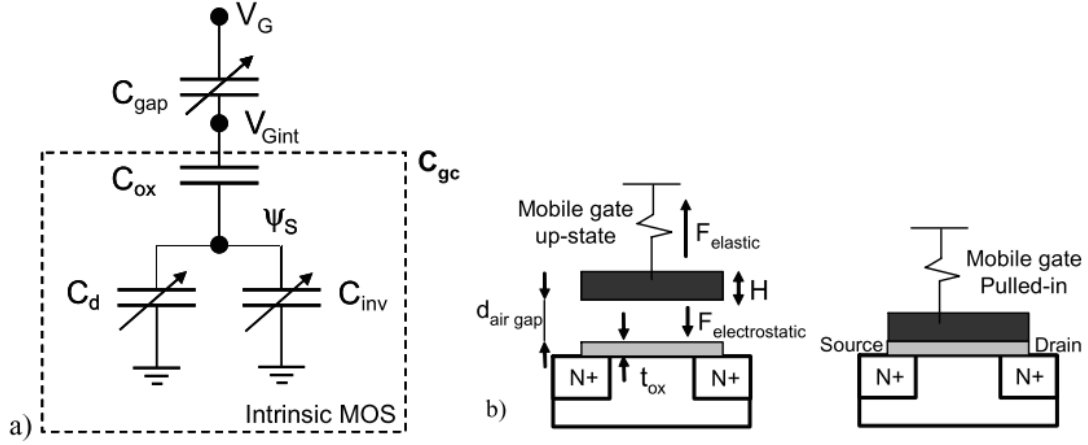 V_G
C_gap
V_Gint
C_gc
C_ox
Ψ_S
C_d
C_inv
Intrinsic MOS
a)
Mobile gate
up-state
F_elastic
H
d_air gap
F_electrostatic
N+
t_ox
N+
b)
Mobile gate
Pulled-in
Source
Drain
N+
N+